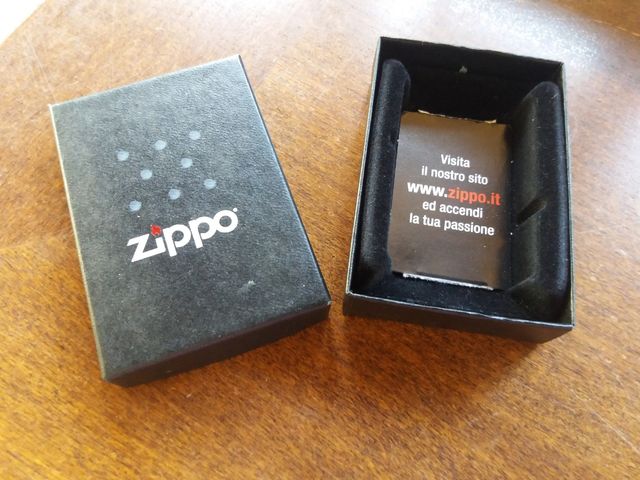 zippo
Visita
il nostro sito
www.zippo.it
ed accendi
la tua passione